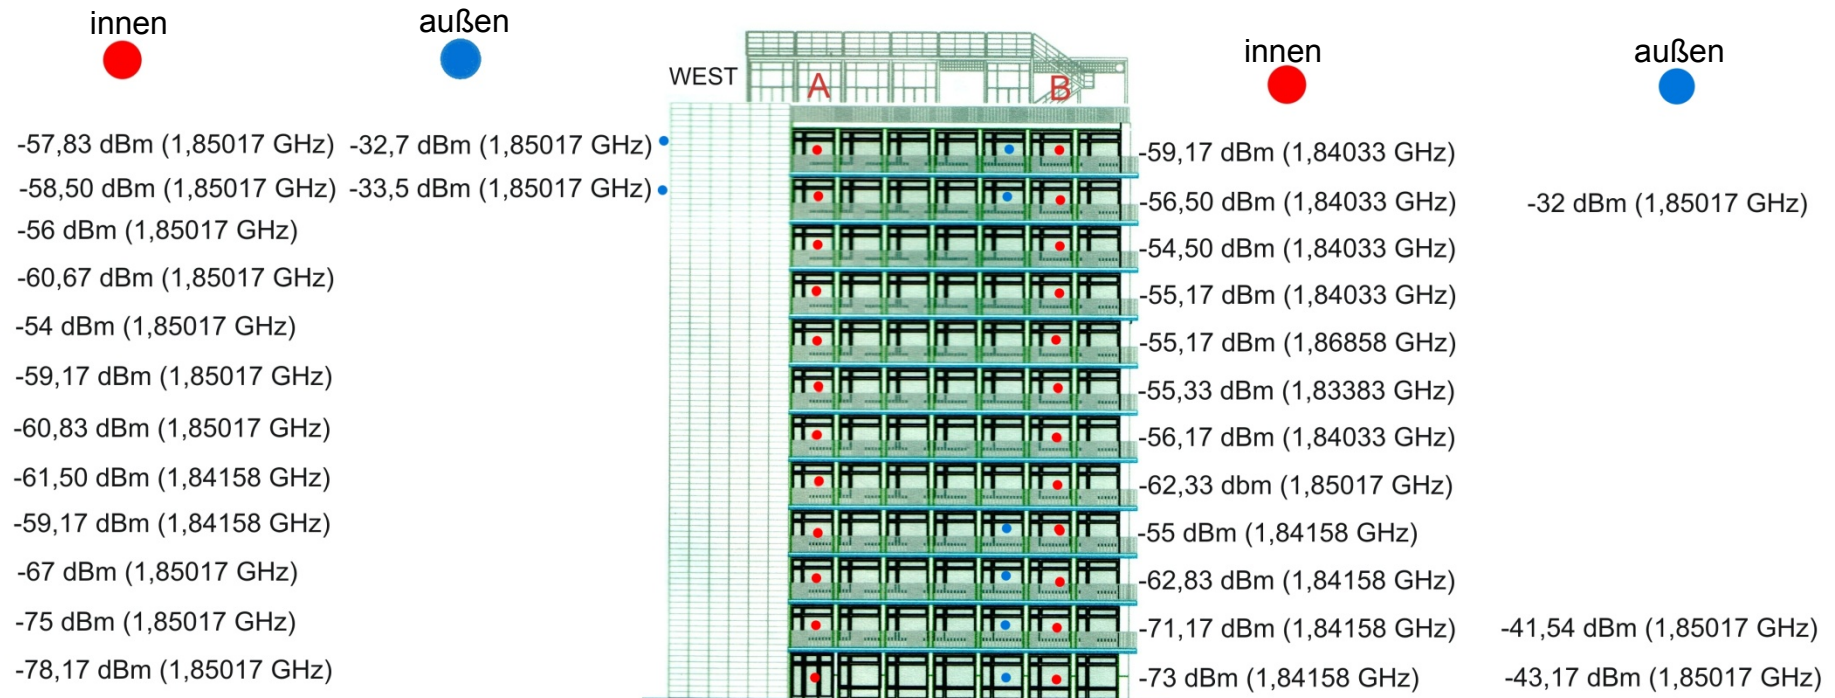 innen außen
innen außen
WEST A B
-57,83 dBm (1,85017 GHz) -32,7 dBm (1,85017 GHz) -59,17 dBm (1,84033 GHz)
-58,50 dBm (1,85017 GHz) -33,5 dBm (1,85017 GHz) -56,50 dBm (1,84033 GHz) -32 dBm (1,85017 GHz)
-56 dBm (1,85017 GHz) -54,50 dBm (1,84033 GHz)
-60,67 dBm (1,85017 GHz) -55,17 dBm (1,84033 GHz)
-54 dBm (1,85017 GHz) -55,17 dBm (1,86858 GHz)
-59,17 dBm (1,85017 GHz) -55,33 dBm (1,83383 GHz)
-60,83 dBm (1,85017 GHz) -56,17 dBm (1,84033 GHz)
-61,50 dBm (1,84158 GHz) -62,33 dbm (1,85017 GHz)
-59,17 dBm (1,84158 GHz) -55 dBm (1,84158 GHz)
-67 dBm (1,85017 GHz) -62,83 dBm (1,84158 GHz)
-75 dBm (1,85017 GHz) -71,17 dBm (1,84158 GHz) -41,54 dBm (1,85017 GHz)
-78,17 dBm (1,85017 GHz) -73 dBm (1,84158 GHz) -43,17 dBm (1,85017 GHz)